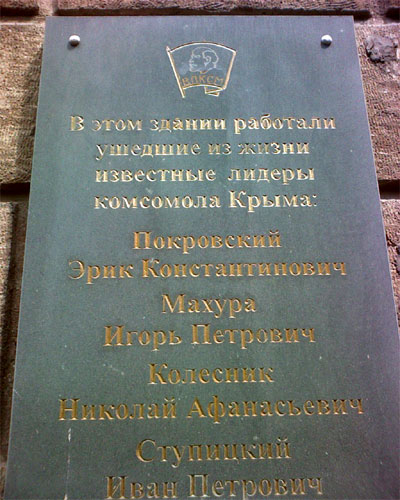 ВЛКСМ
В этом здании работали
ушедшие из жизни
известные лидеры
комсомола Крыма:
Покровский
Эрик Константинович
Махура
Игорь Петрович
Колесник
Николай Афанасьевич
Ступицкий
Иван Петрович